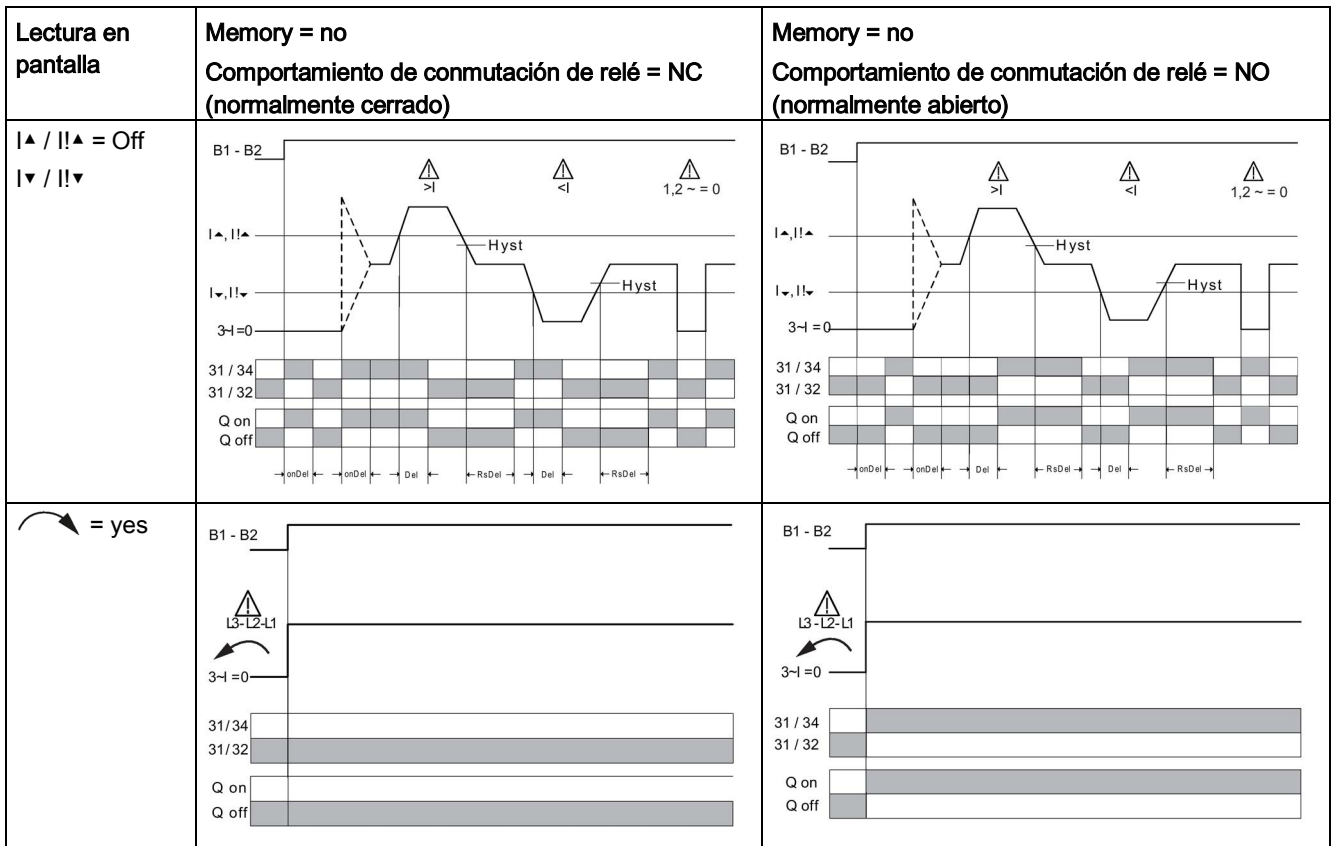 Lectura en
pantalla
Memory = no
Comportamiento de conmutación de relé = NC
(normalmente cerrado)
Memory = no
Comportamiento de conmutación de relé = NO
(normalmente abierto)
I▲ / I!▲ = Off
I▼ / I!▼
B1 - B2
>I
<I
1,2 ~ = 0
I▲, I!▲
Hyst
I▼, I!▼
Hyst
3~I =0
31 / 34
31 / 32
Q on
Q off
onDel
onDel
Del
RsDel
Del
RsDel
B1 - B2
>I
<I
1,2 ~ = 0
I▲,I!▲
Hyst
I▼,I!▼
Hyst
3~I =0
31 / 34
31 / 32
Q on
Q off
onDel
onDel
Del
RsDel
Del
RsDel
= yes
B1 - B2
L3-L2-L1
3~I =0
31/34
31/32
Q on
Q off
B1 - B2
L3-L2-L1
3~I =0
31 / 34
31 / 32
Q on
Q off